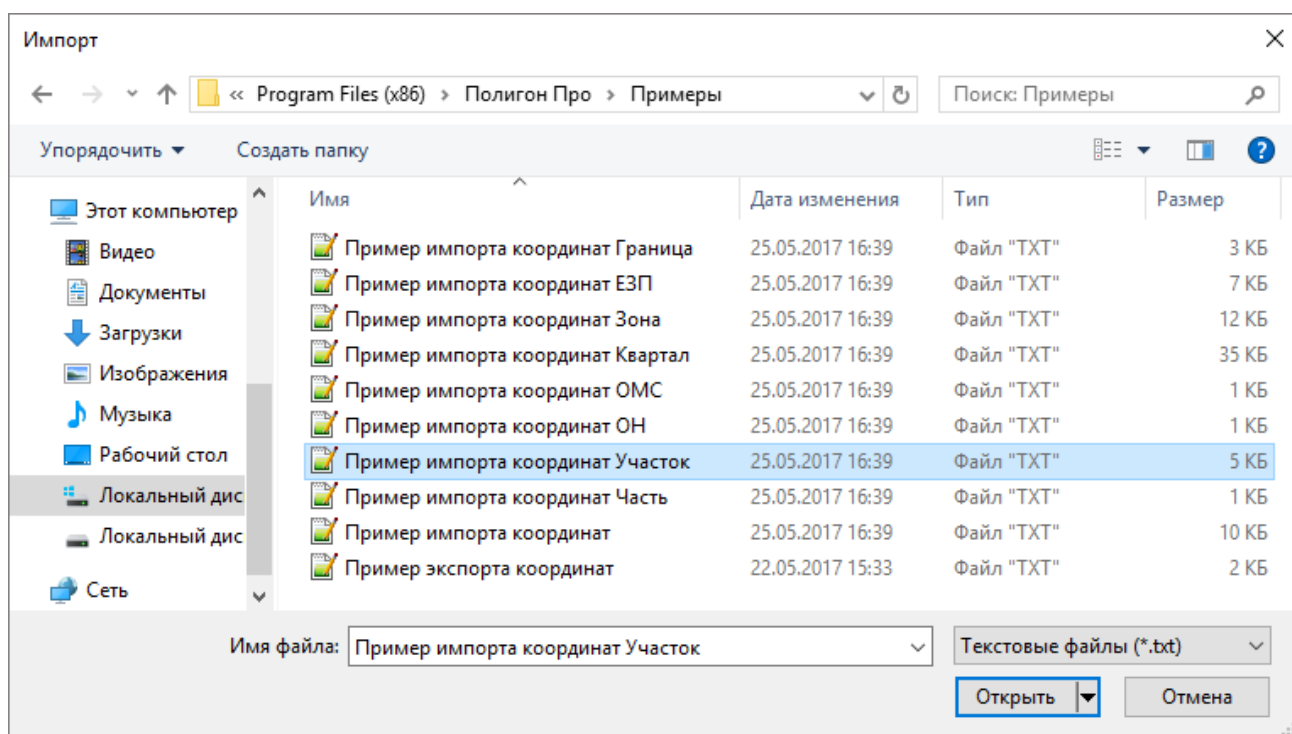 Импорт
« Program Files (x86) › Полигон Про › Примеры
Поиск: Примеры
Упорядочить
Создать папку
?
Этот компьютер
Видео
Документы
Загрузки
Изображения
Музыка
Рабочий стол
Локальный дис
Локальный дис
Сеть
Имя Дата изменения Тип Размер
Пример импорта координат Граница 25.05.2017 16:39 Файл "TXT" 3 КБ
Пример импорта координат ЕЗП 25.05.2017 16:39 Файл "TXT" 7 КБ
Пример импорта координат Зона 25.05.2017 16:39 Файл "TXT" 12 КБ
Пример импорта координат Квартал 25.05.2017 16:39 Файл "TXT" 35 КБ
Пример импорта координат ОМС 25.05.2017 16:39 Файл "TXT" 1 КБ
Пример импорта координат ОН 25.05.2017 16:39 Файл "TXT" 1 КБ
Пример импорта координат Участок 25.05.2017 16:39 Файл "TXT" 5 КБ
Пример импорта координат Часть 25.05.2017 16:39 Файл "TXT" 1 КБ
Пример импорта координат 25.05.2017 16:39 Файл "TXT" 10 КБ
Пример экспорта координат 22.05.2017 15:33 Файл "TXT" 2 КБ
Имя файла: Пример импорта координат Участок
Текстовые файлы (*.txt)
Открыть
Отмена